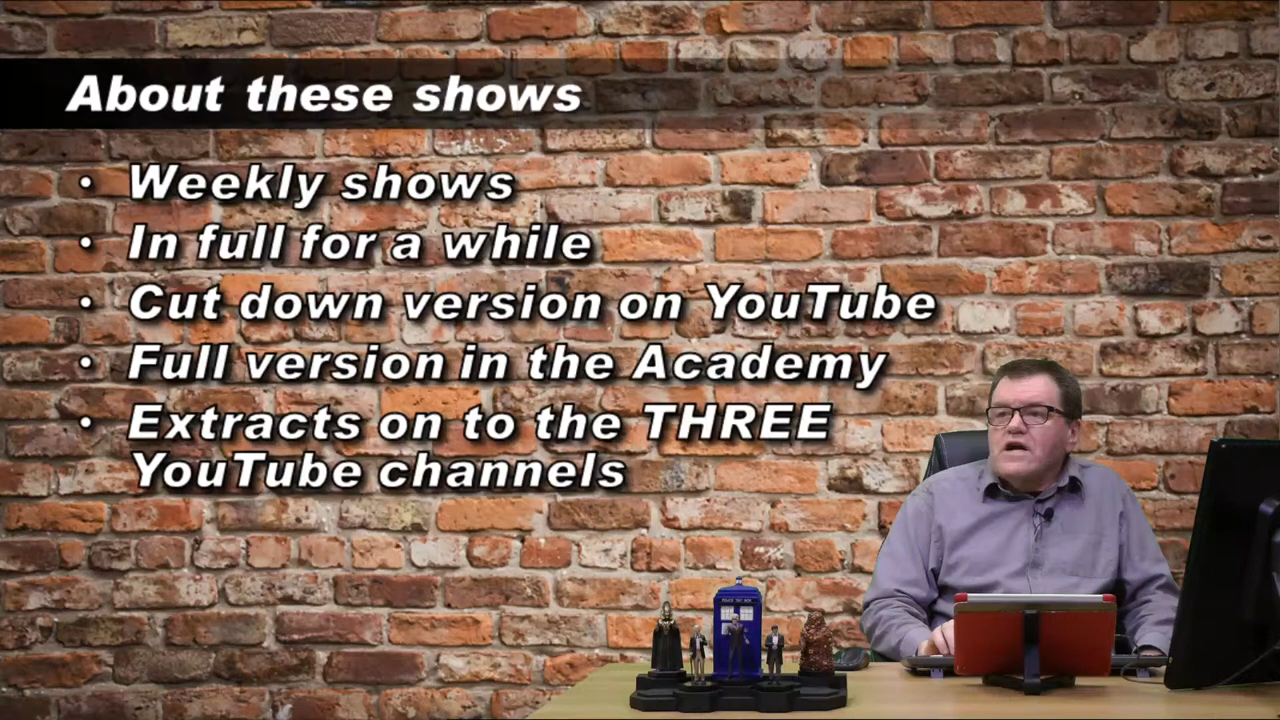 About these shows
• Weekly shows
• In full for a while
• Cut down version on YouTube
• Full version in the Academy
• Extracts on to the THREE
YouTube channels